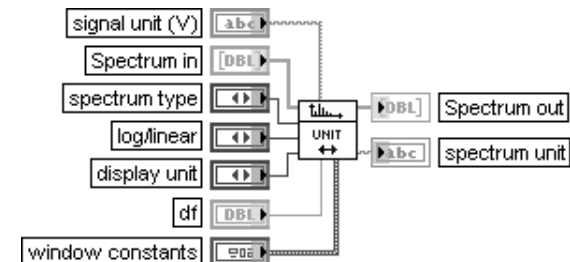 signal unit (V) abc
Spectrum in [DBL]
spectrum type
log/linear
display unit
df DBL
window constants
UNIT
DBL] Spectrum out
abc spectrum unit